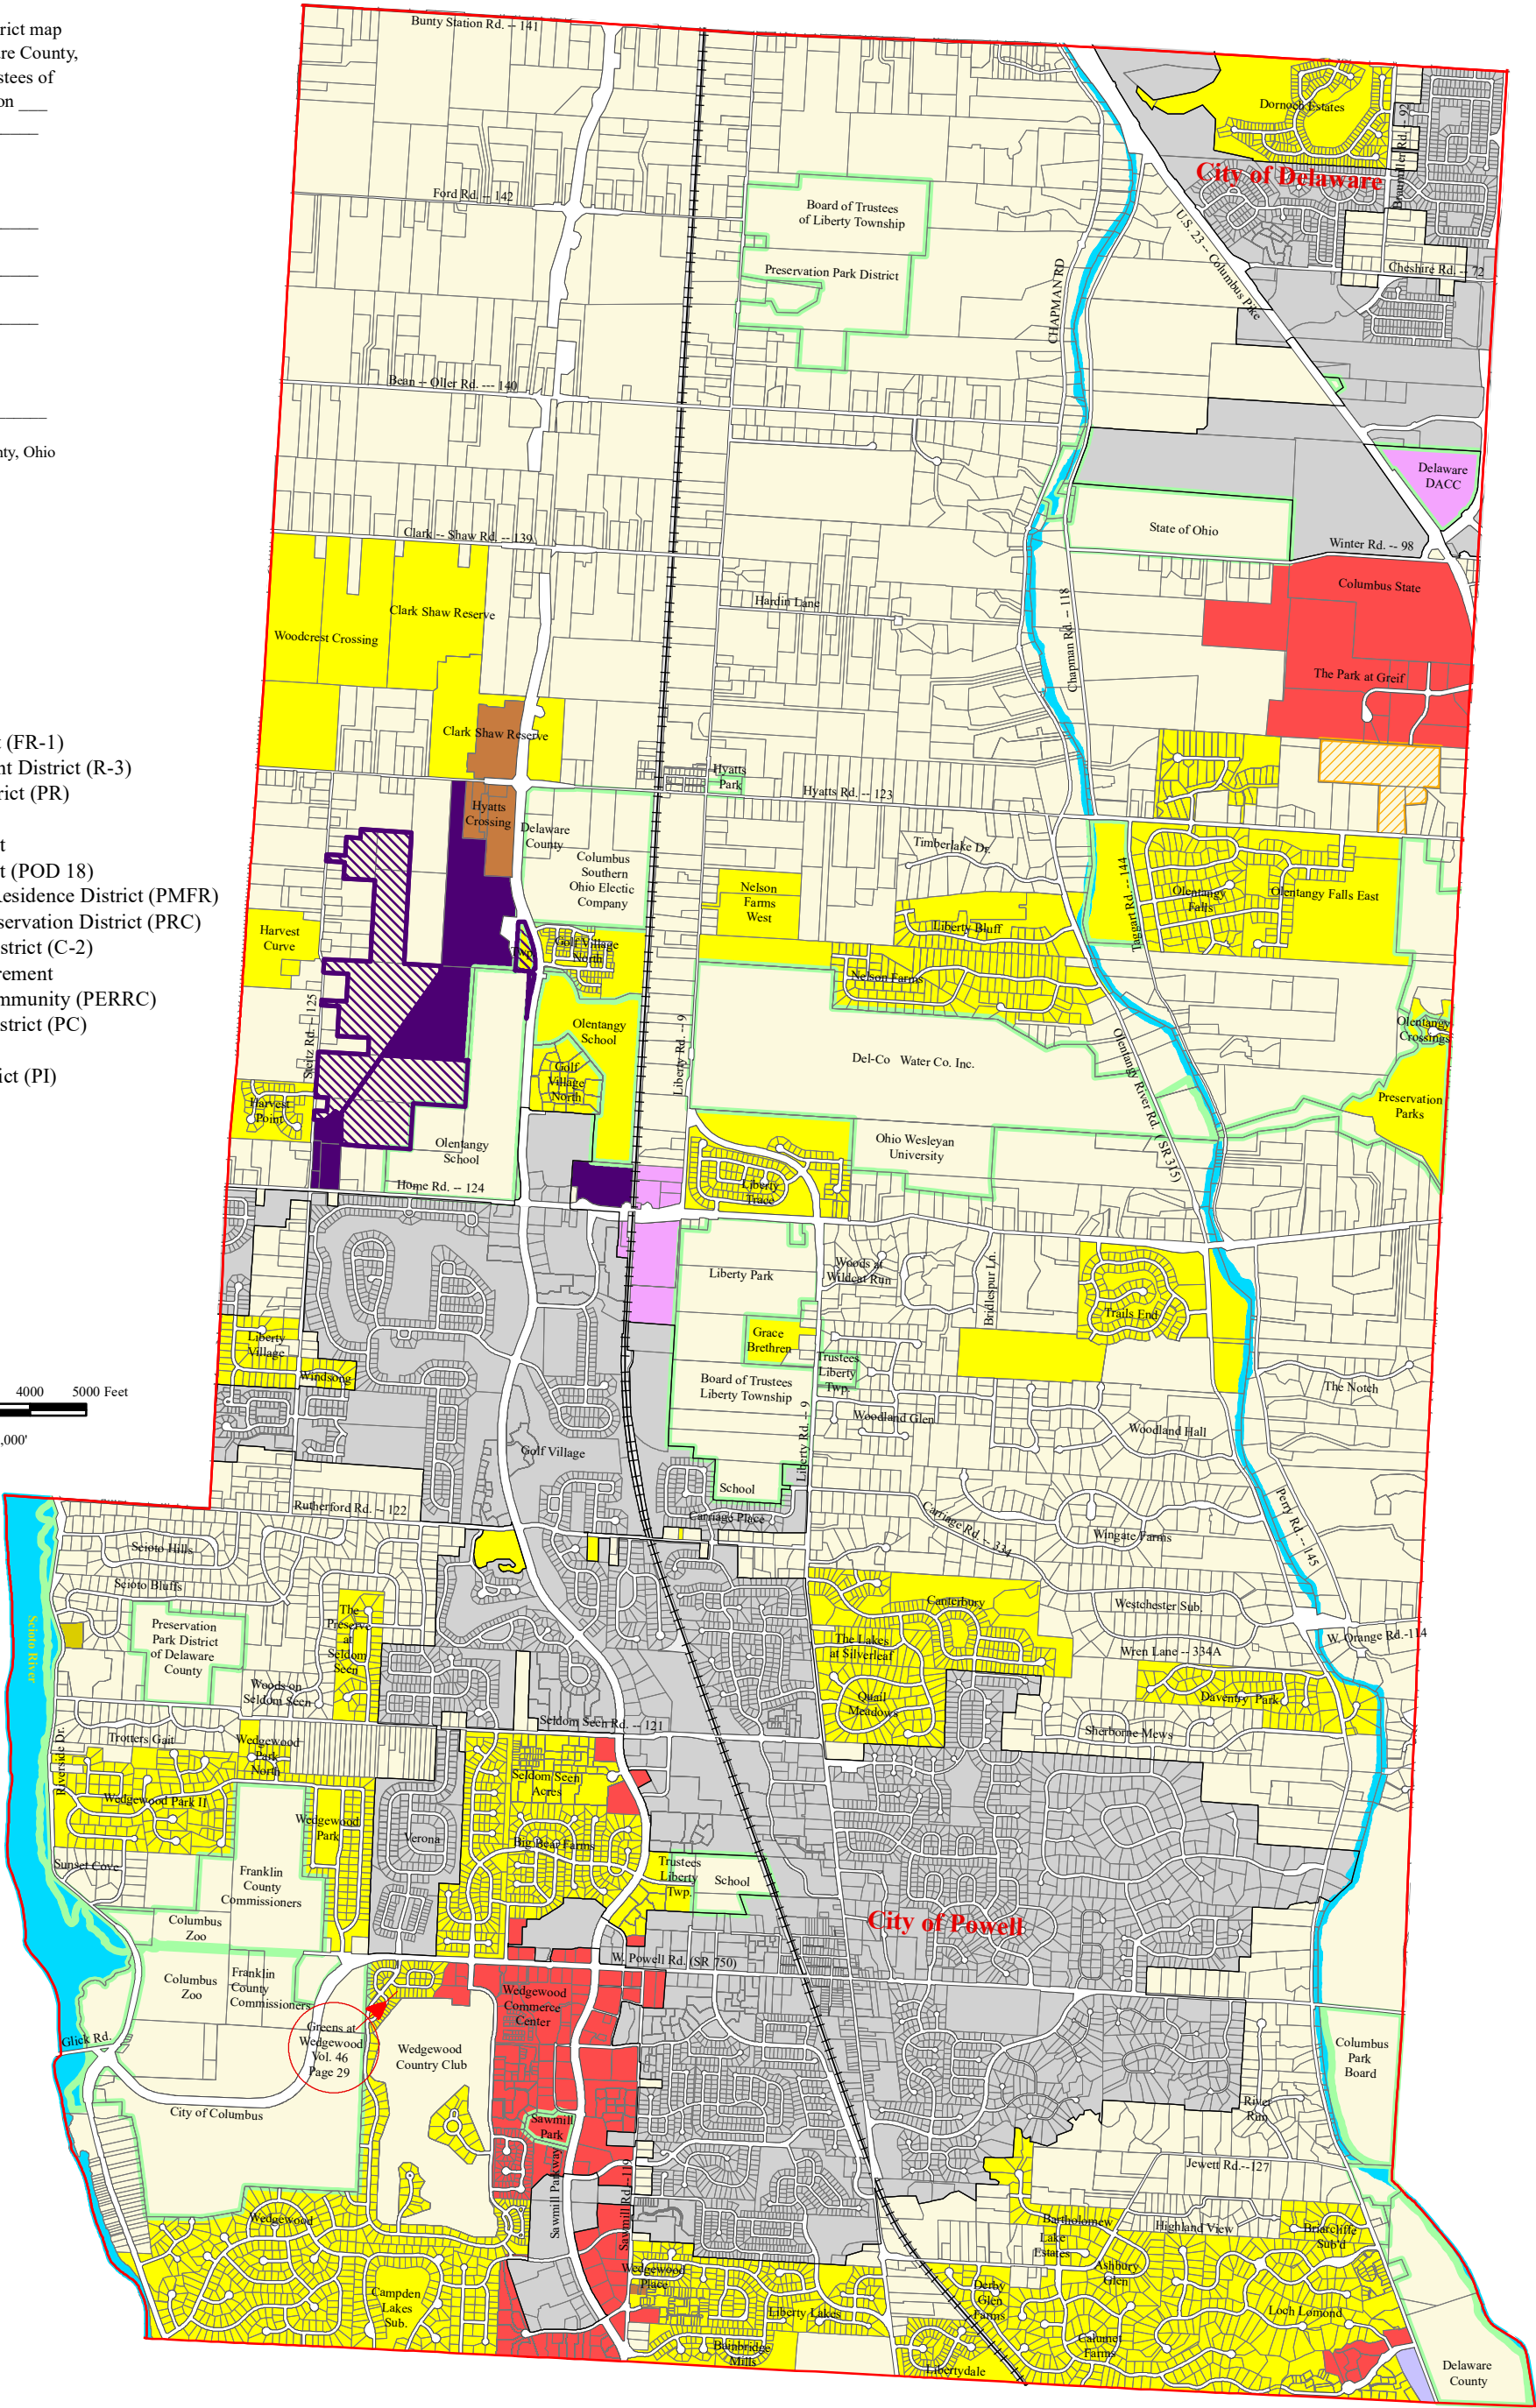 rict map
re County,
stees of
on ___
nty, Ohio
t (FR-1)
nt District (R-3)
rict (PR)
t
t (POD 18)
Residence District (PMFR)
servation District (PRC)
istrict (C-2)
rement
mmunity (PERRC)
istrict (PC)
ict (PI)
4000 5000 Feet
,000'
Bunty Station Rd. -- 141
Dornoch Estates
Baumiller Rd. -- 92
City of Delaware
Ford Rd. -- 142
Board of Trustees
of Liberty Township
Preservation Park District
CHAPMAN RD
U.S. 23 -- Columbus Pike
Cheshire Rd. -- 72
Bean -- Oller Rd. --- 140
Delaware
DACC
State of Ohio
Winter Rd. -- 98
Clark -- Shaw Rd. -- 139
Columbus State
Clark Shaw Reserve
Woodcrest Crossing
Hardin Lane
Chapman Rd. -- 118
The Park at Greif
Clark Shaw Reserve
Hyatts
Park
Hyatts Rd. -- 123
Hyatts
Crossing
Delaware
County
Columbus
Southern
Ohio Electic
Company
Timberlake Dr.
Taggart Rd. -- 144
Olentangy
Falls
Olentangy Falls East
Nelson
Farms
West
Liberty Bluff
Harvest
Curve
Twp.
Golf Village
North
Nelson Farms
Steitz Rd. -- 125
Olentangy
School
Liberty Rd. -- 9
Del-Co Water Co. Inc.
Olentangy River Rd. (SR 315)
Olentangy
Crossings
Golf
Village
North
Harvest
Point
Preservation
Parks
Olentangy
School
Ohio Wesleyan
University
Home Rd. -- 124
Liberty
Trace
Liberty Park
Woods at
Wildcat Run
Bridlespur Ln.
Trails End
Liberty
Village
Windsong
Grace
Brethren
Trustees
Liberty
Twp.
Board of Trustees
Liberty Township
The Notch
Woodland Glen
Woodland Hall
Liberty Rd. -- 9
Golf Village
School
Rutherford Rd. -- 122
Carriage Place
Carriage Rd. -- 334
Wingate Farms
Perry Rd. -- 145
Scioto Hills
Scioto Bluffs
Scioto River
Preservation
Park District
of Delaware
County
The
Preserve
at
Seldom
Seen
Canterbury
Westchester Sub.
W. Orange Rd.-114
The Lakes
at Silverleaf
Wren Lane -- 334A
Woods on
Seldom Seen
Quail
Meadows
Daventry Park
Seldom Seen Rd. -- 121
Sherborne Mews
Trotters Gait
Riverside Dr.
Wedgewood
Park
North
Wedgewood Park II
Seldom Seen
Acres
Wedgewood
Park
Verona
Big Bear Farms
Sunset Cove
Franklin
County
Commissioners
Trustees
Liberty
Twp.
School
Columbus
Zoo
City of Powell
W. Powell Rd. (SR 750)
Columbus
Zoo
Franklin
County
Commissioners
Wedgewood
Commerce
Center
Greens at
Wedgewood
Vol. 46
Page 29
Glick Rd.
Wedgewood
Country Club
Columbus
Park
Board
City of Columbus
Sawmill
Park
River
Run
Sawmill Parkway
Sawmill Rd.--119
Jewett Rd.--127
Wedgewood
Bartholomew
Lake
Estates
Highland View
Briarcliffe
Sub'd
Wedgewood
Place
Ashbury
Glen
Campden
Lakes
Sub.
Derby
Glen
Farms
Liberty Lakes
Loch Lomond
Bainbridge
Mills
Calumet
Farms
Libertydale
Delaware
County